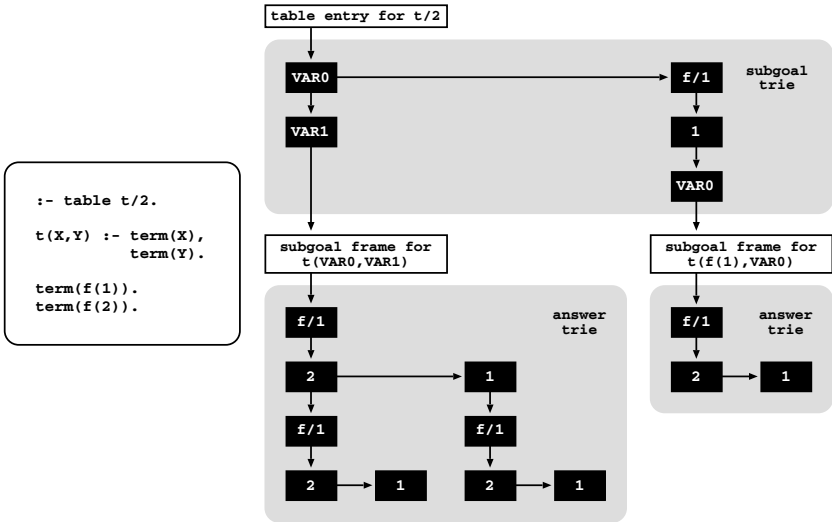 table entry for t/2
VAR0
f/1
subgoal
trie
VAR1
1
VAR0
:- table t/2.
t(X,Y) :- term(X),
term(Y).
term(f(1)).
term(f(2)).
subgoal frame for
t(VAR0,VAR1)
subgoal frame for
t(f(1),VAR0)
f/1
answer
trie
2
1
f/1
f/1
2
1
2
1
f/1
answer
trie
2
1